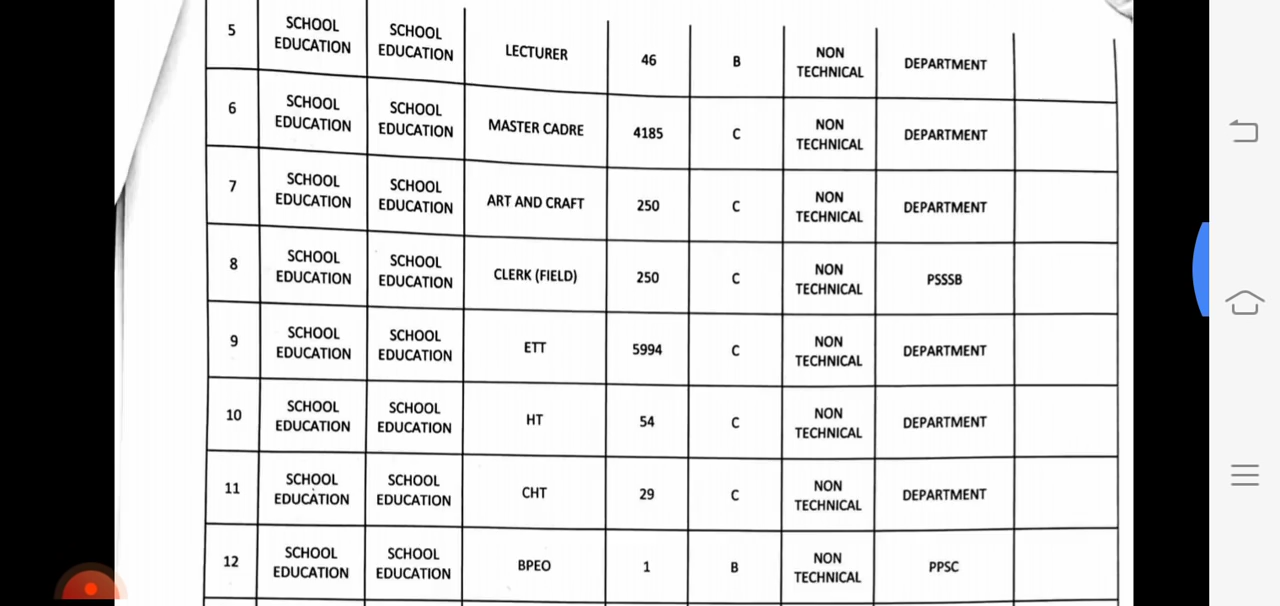 5 SCHOOL EDUCATION SCHOOL EDUCATION LECTURER 46 B NON TECHNICAL DEPARTMENT
6 SCHOOL EDUCATION SCHOOL EDUCATION MASTER CADRE 4185 C NON TECHNICAL DEPARTMENT
7 SCHOOL EDUCATION SCHOOL EDUCATION ART AND CRAFT 250 C NON TECHNICAL DEPARTMENT
8 SCHOOL EDUCATION SCHOOL EDUCATION CLERK (FIELD) 250 C NON TECHNICAL PSSSB
9 SCHOOL EDUCATION SCHOOL EDUCATION ETT 5994 C NON TECHNICAL DEPARTMENT
10 SCHOOL EDUCATION SCHOOL EDUCATION HT 54 C NON TECHNICAL DEPARTMENT
11 SCHOOL EDUCATION SCHOOL EDUCATION CHT 29 C NON TECHNICAL DEPARTMENT
12 SCHOOL EDUCATION SCHOOL EDUCATION BPEO 1 B NON TECHNICAL PPSC